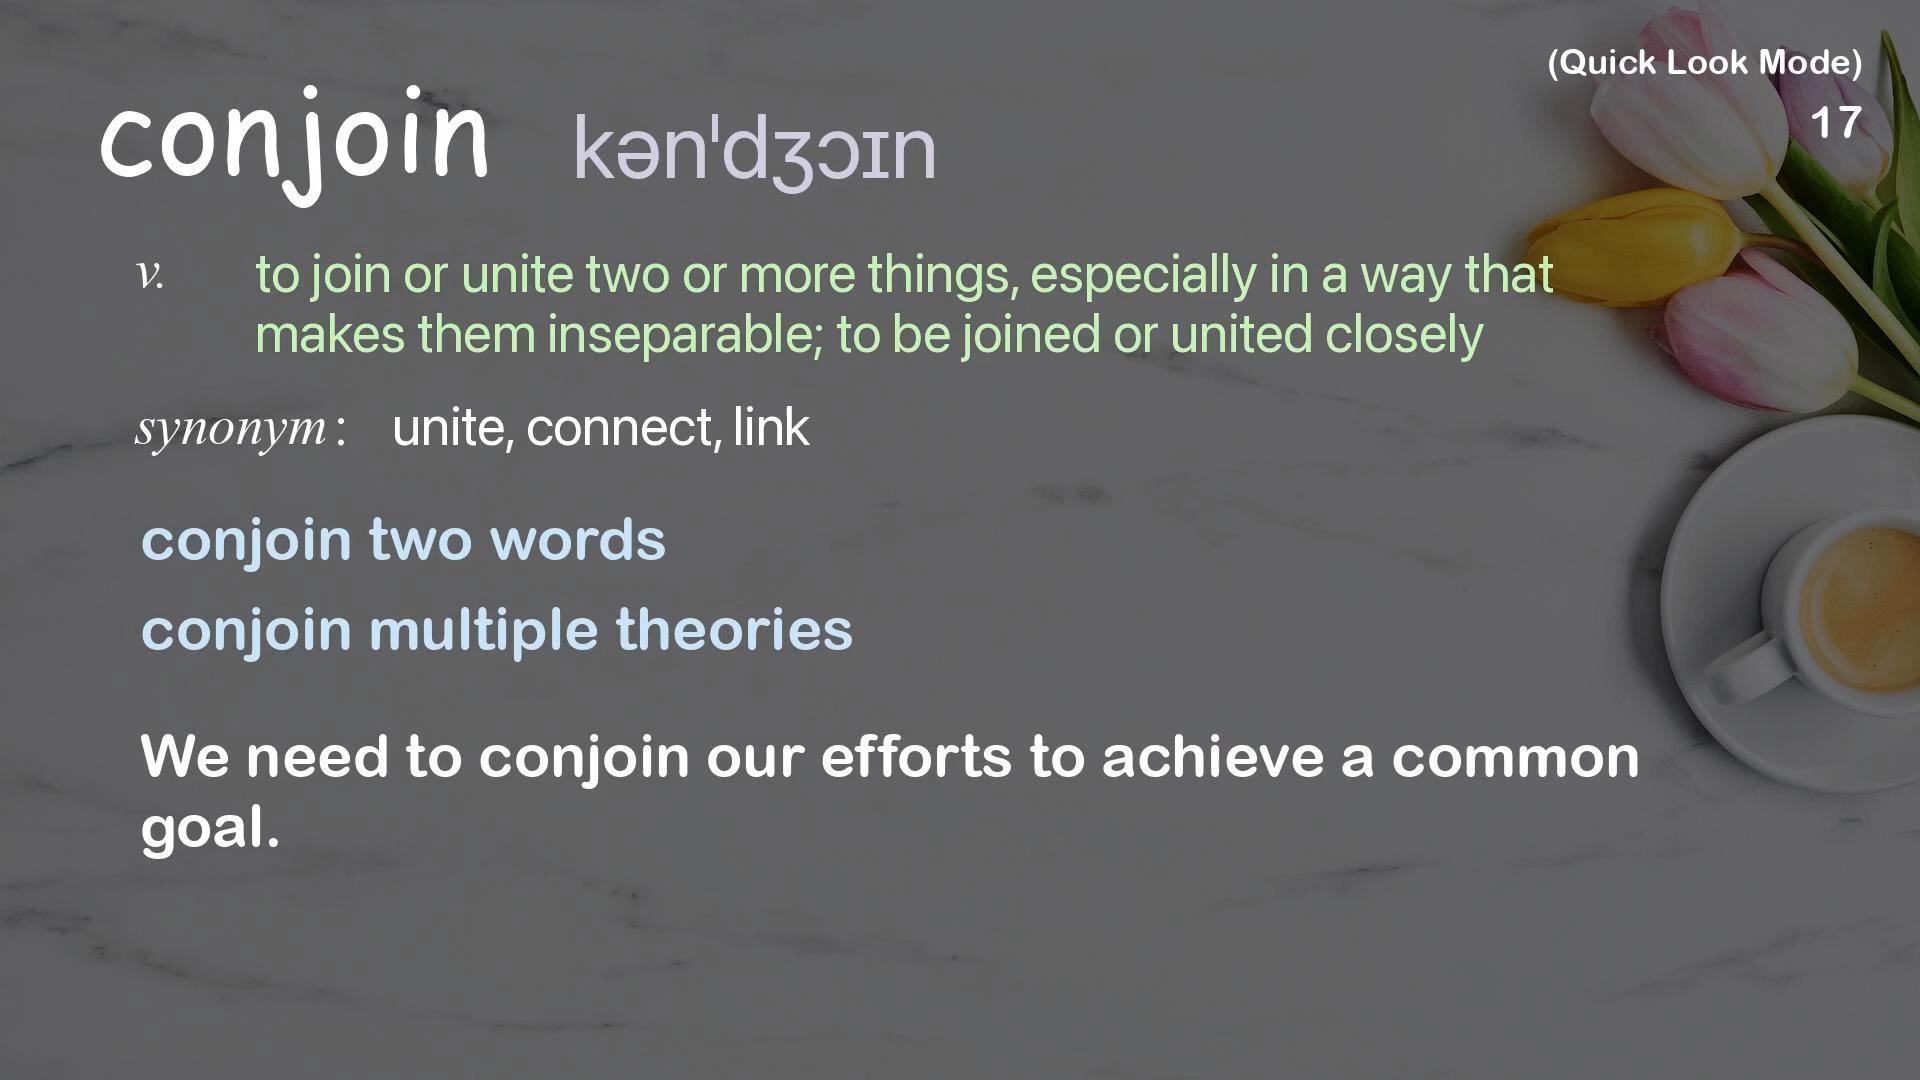 (Quick Look Mode)
17
conjoin kənˈdʒɔɪn
v. to join or unite two or more things, especially in a way that
makes them inseparable; to be joined or united closely
synonym : unite, connect, link
conjoin two words
conjoin multiple theories
We need to conjoin our efforts to achieve a common
goal.